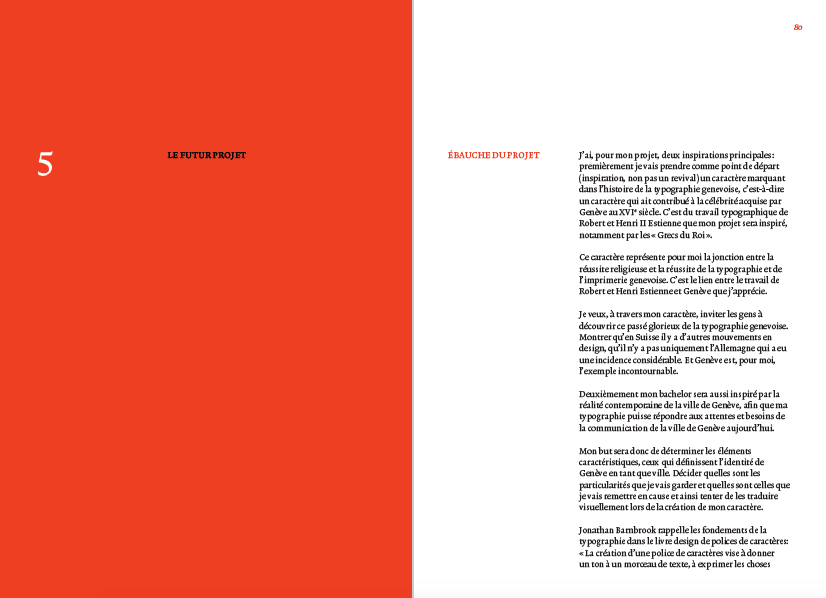 5
LE FUTUR PROJET
80
ÉBAUCHE DU PROJET
J'ai, pour mon projet, deux inspirations principales :
premièrement je vais prendre comme point de départ
(inspiration, non pas un revival) un caractère marquant
dans l'histoire de la typographie genevoise, c'est-à-dire
un caractère qui ait contribué à la célébrité acquise par
Genève au XVIe siècle. C'est du travail typographique de
Robert et Henri II Estienne que mon projet sera inspiré,
notamment par les « Grecs du Roi ».
Ce caractère représente pour moi la jonction entre la
réussite religieuse et la réussite de la typographie et de
l'imprimerie genevoise. C'est le lien entre le travail de
Robert et Henri Estienne et Genève que j'apprécie.
Je veux, à travers mon caractère, inviter les gens à
découvrir ce passé glorieux de la typographie genevoise.
Montrer qu'en Suisse il y a d'autres mouvements en
design, qu'il n'y a pas uniquement l'Allemagne qui a eu
une incidence considérable. Et Genève est, pour moi,
l'exemple incontournable.
Deuxièmement mon bachelor sera aussi inspiré par la
réalité contemporaine de la ville de Genève, afin que ma
typographie puisse répondre aux attentes et besoins de
la communication de la ville de Genève aujourd'hui.
Mon but sera donc de déterminer les éléments
caractéristiques, ceux qui définissent l'identité de
Genève en tant que ville. Décider quelles sont les
particularités que je vais garder et quelles sont celles que
je vais remettre en cause et ainsi tenter de les traduire
visuellement lors de la création de mon caractère.
Jonathan Barnbrook rappelle les fondements de la
typographie dans le livre design de polices de caractères:
« La création d'une police de caractères vise à donner
un ton à un morceau de texte, à exprimer les choses